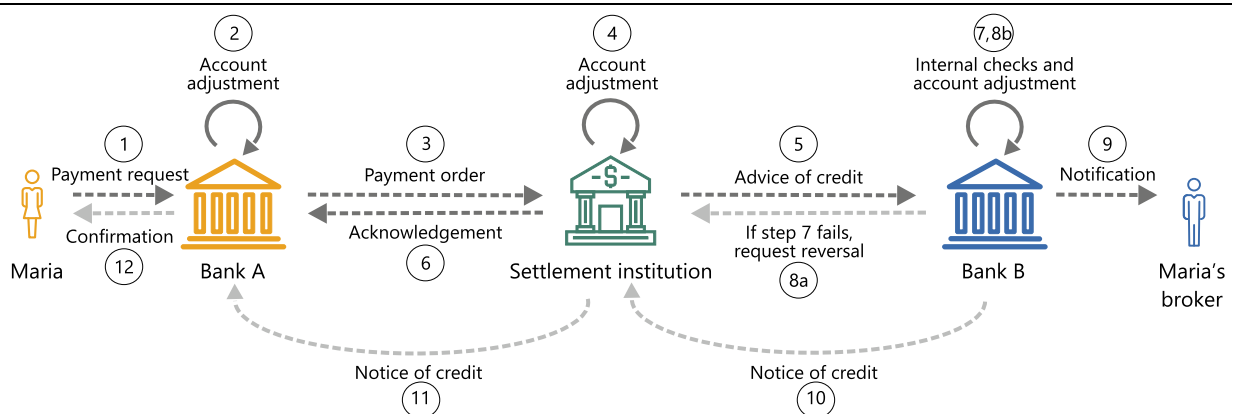 2
Account
adjustment
4
Account
adjustment
7,8b
Internal checks and
account adjustment
1
Payment request
3
Payment order
5
Advice of credit
9
Notification
-$-
Confirmation
12
Acknowledgement
6
If step 7 fails,
request reversal
8a
Maria
Bank A
Settlement institution
Bank B
Maria's
broker
Notice of credit
11
Notice of credit
10